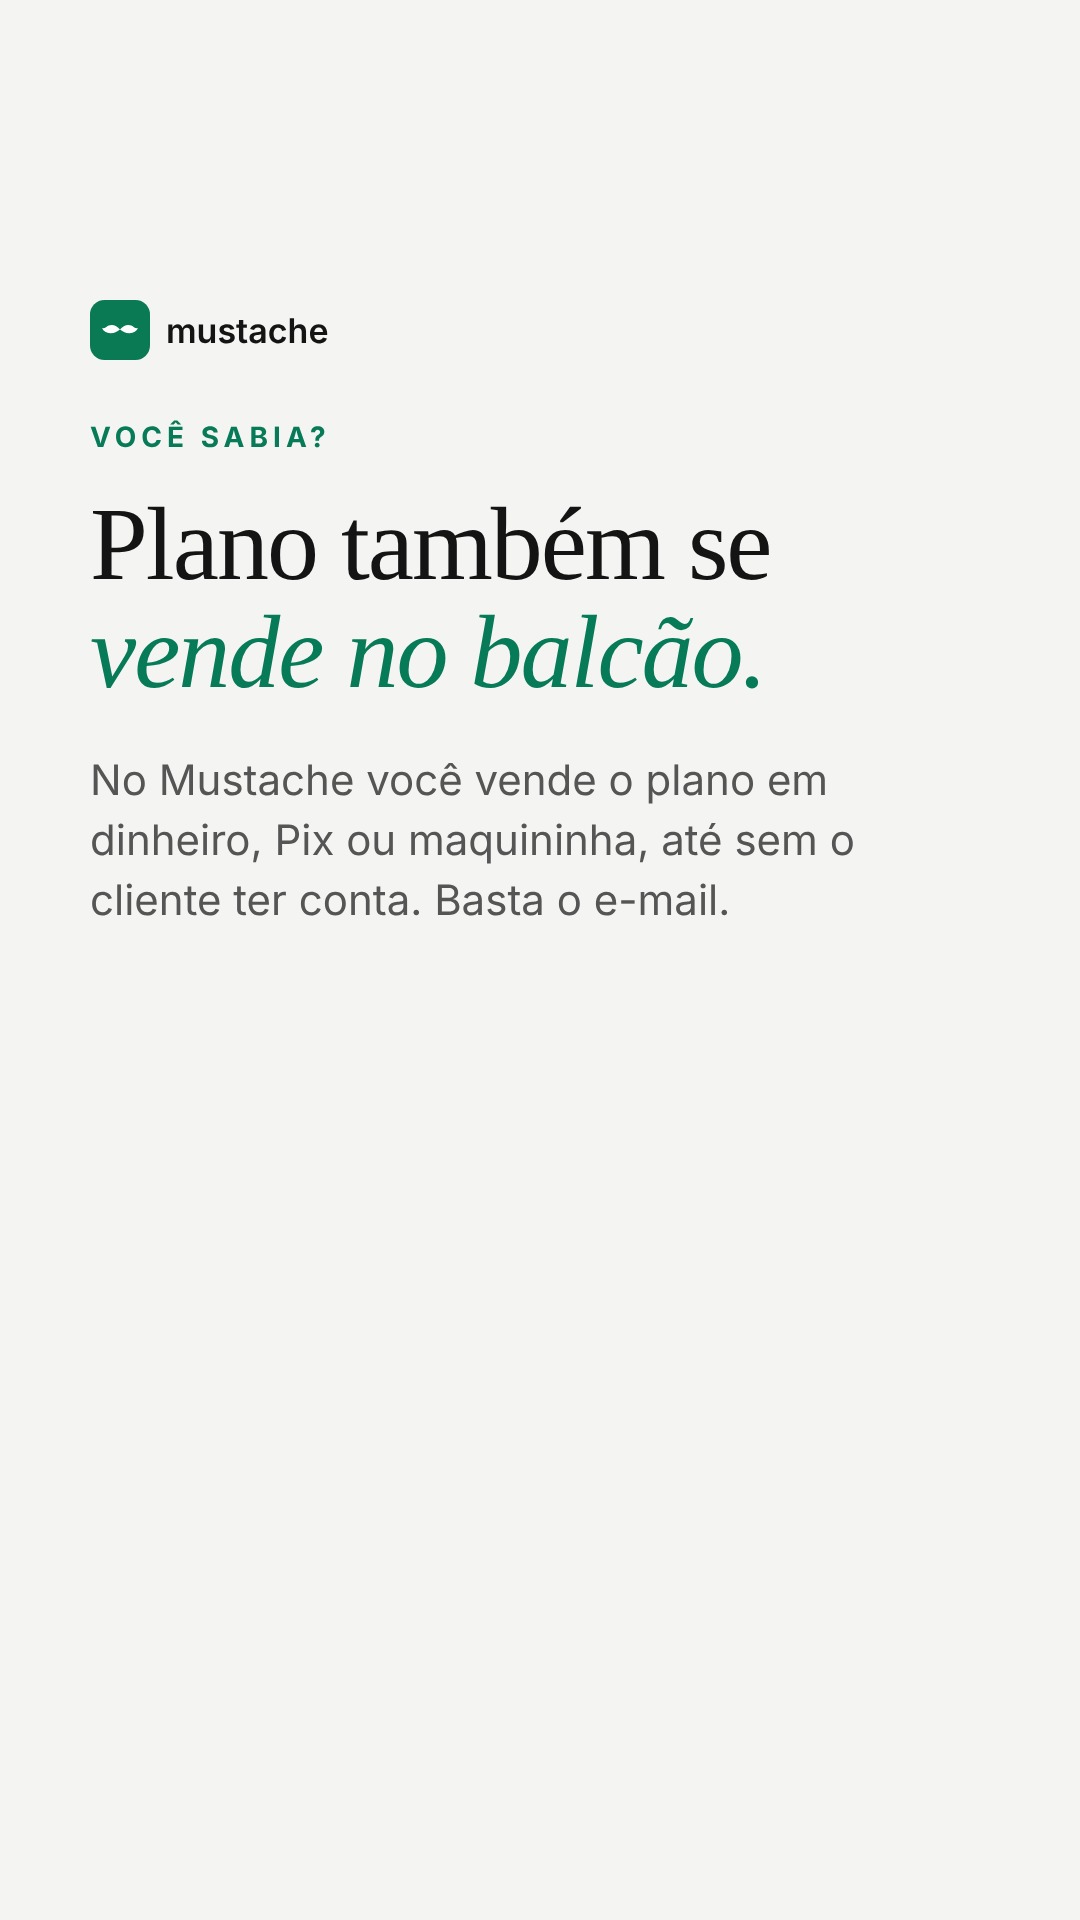 mustache
VOCÊ SABIA?
Plano também se
vende no balcão.
No Mustache você vende o plano em
dinheiro, Pix ou maquininha, até sem o
cliente ter conta. Basta o e-mail.